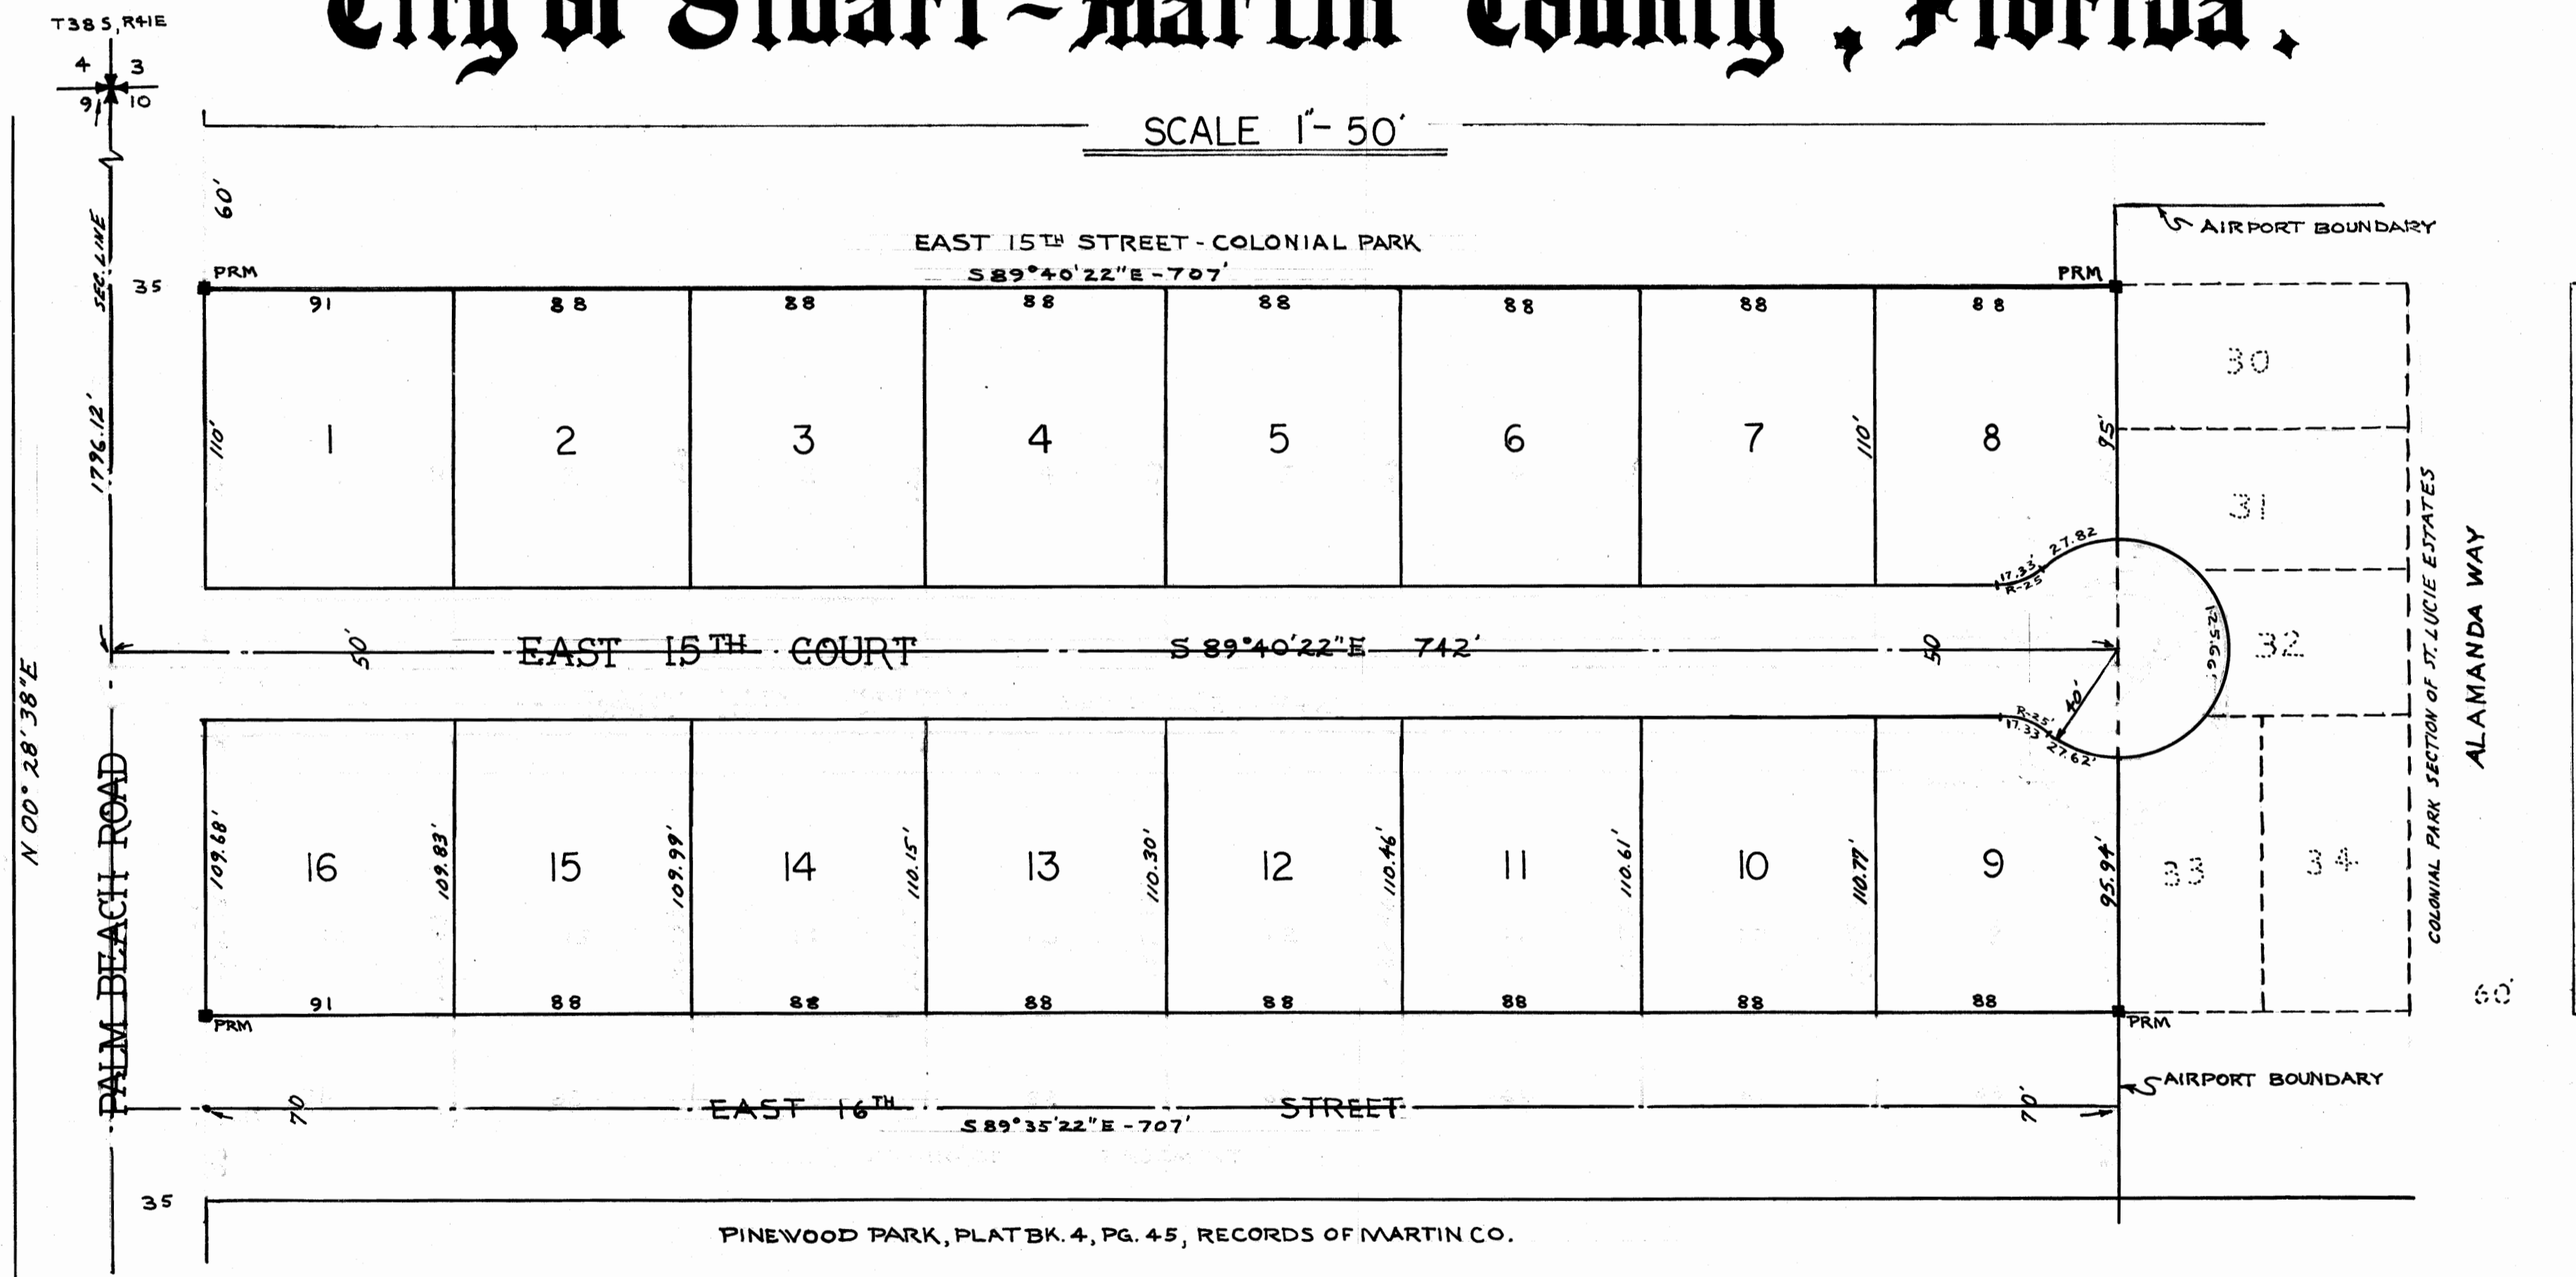 City of Stuart ~ Martin County, Florida.
T38S, R41E
4 3
9 10
SCALE 1"- 50'
60'
SEC. LINE
1796.12'
N 00° 28' 38"E
PALM BEACH ROAD
EAST 15TH STREET - COLONIAL PARK
S 89°40'22"E - 707'
AIRPORT BOUNDARY
35
PRM
PRM
91 88 88 88 88 88 88 88
1 2 3 4 5 6 7 8
110' 110' 95'
30
31
32
33
34
27.82
17.33'
R-25'
125.66'
50'
EAST 15TH COURT
S 89°40'22"E 742'
50
40'
R-25'
17.33'
27.62'
COLONIAL PARK SECTION OF ST. LUCIE ESTATES
ALAMANDA WAY
109.68' 109.83' 109.99' 110.15' 110.30' 110.46' 110.61' 110.77' 95.94'
16 15 14 13 12 11 10 9
91 88 88 88 88 88 88 88
60'
PRM
PRM
AIRPORT BOUNDARY
70
EAST 16TH STREET
70'
S 89°35'22"E - 707'
35
PINEWOOD PARK, PLAT BK. 4, PG. 45, RECORDS OF MARTIN CO.